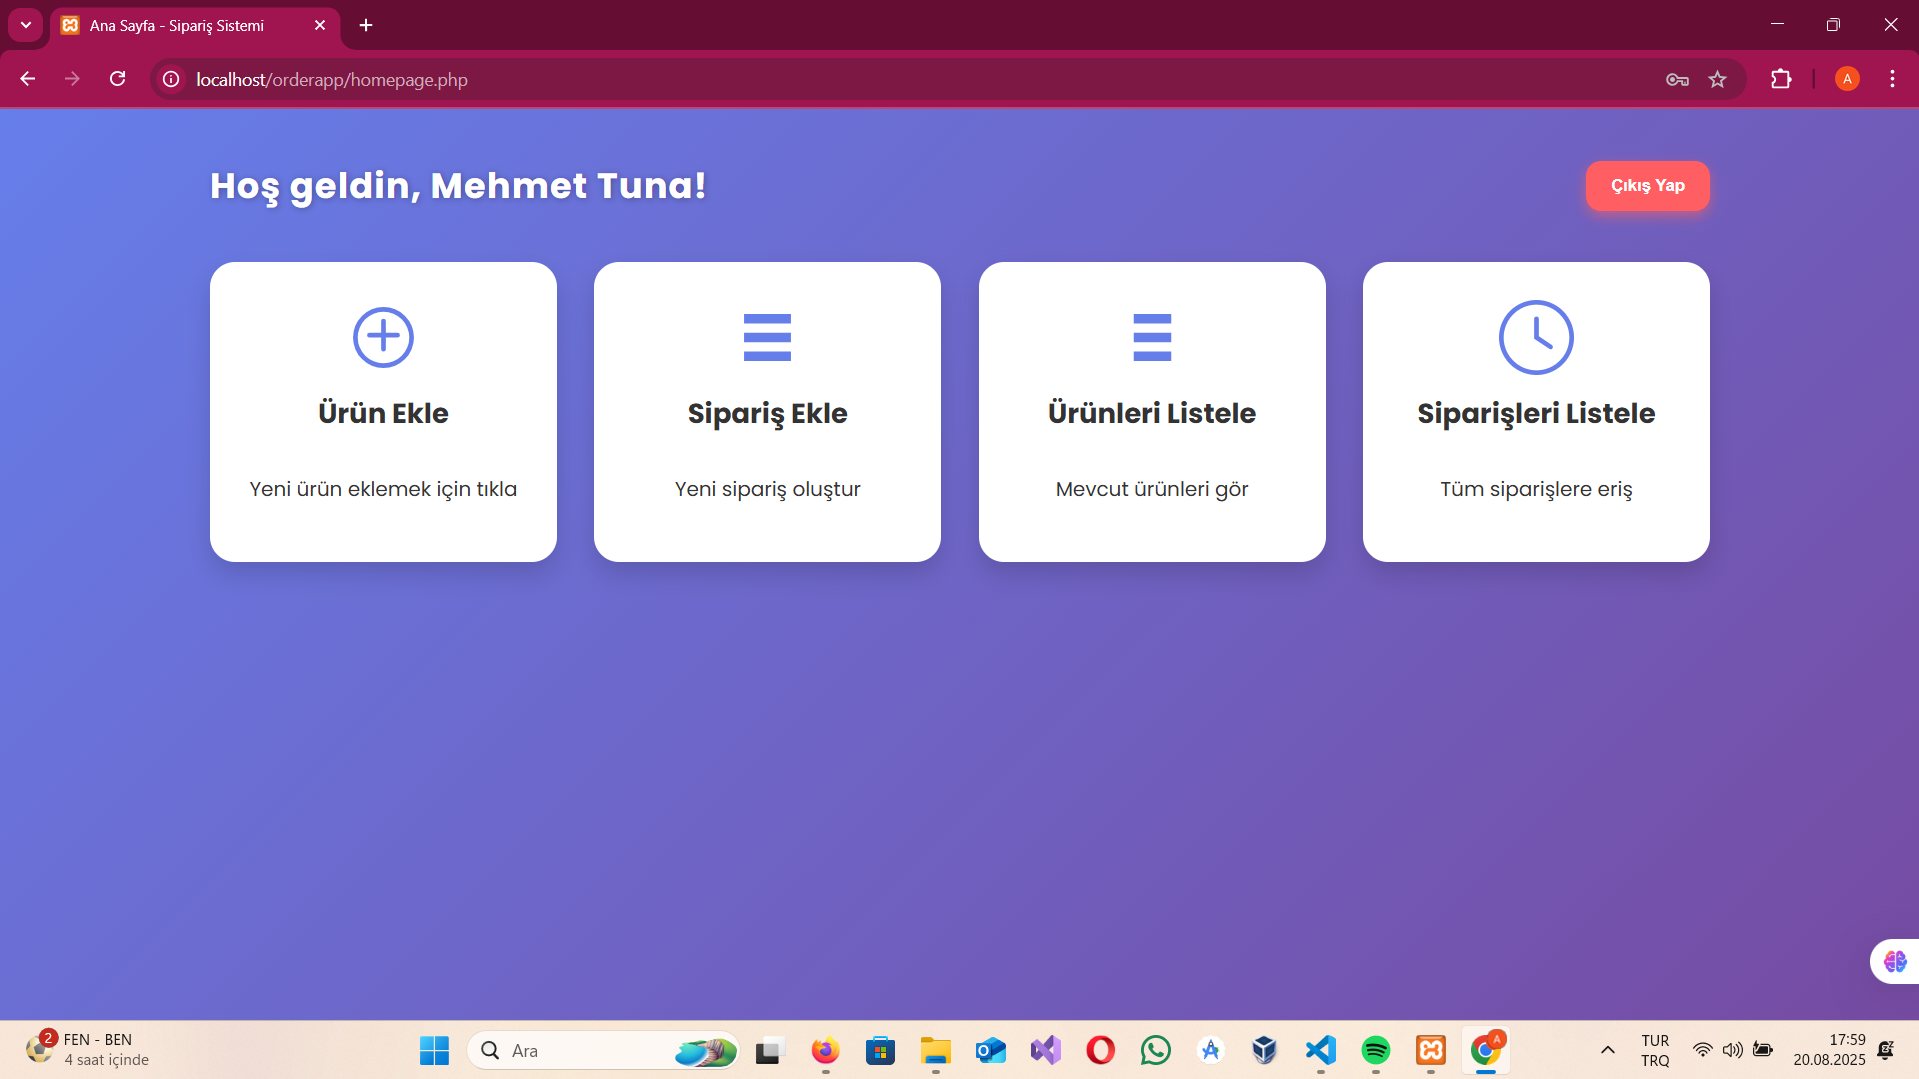 Ana Sayfa - Sipariş Sistemi
localhost/orderapp/homepage.php
A
Hoş geldin, Mehmet Tuna!
Çıkış Yap
Ürün Ekle
Yeni ürün eklemek için tıkla
Sipariş Ekle
Yeni sipariş oluştur
Ürünleri Listele
Mevcut ürünleri gör
Siparişleri Listele
Tüm siparişlere eriş
2
FEN - BEN
4 saat içinde
Ara
A
TUR
TRQ
17:59
20.08.2025